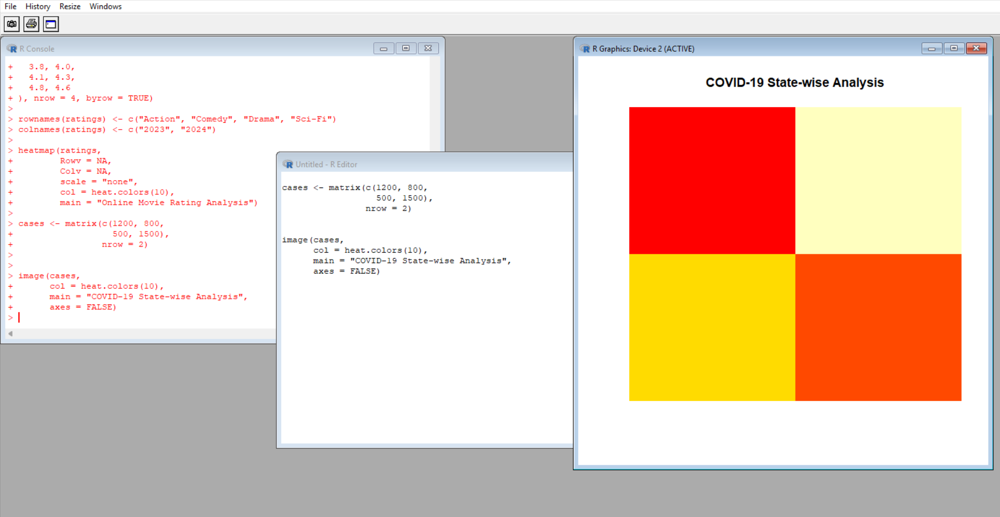 File History Resize Windows
R Console
+   3.8, 4.0,
+   4.1, 4.3,
+   4.8, 4.6
+ ), nrow = 4, byrow = TRUE)
>
> rownames(ratings) <- c("Action", "Comedy", "Drama", "Sci-Fi")
> colnames(ratings) <- c("2023", "2024")
>
> heatmap(ratings,
+         Rowv = NA,
+         Colv = NA,
+         scale = "none",
+         col = heat.colors(10),
+         main = "Online Movie Rating Analysis")
>
> cases <- matrix(c(1200, 800,
+                   500, 1500),
+                 nrow = 2)
>
>
> image(cases,
+       col = heat.colors(10),
+       main = "COVID-19 State-wise Analysis",
+       axes = FALSE)
>
Untitled - R Editor
cases <- matrix(c(1200, 800,
                  500, 1500),
                nrow = 2)
image(cases,
      col = heat.colors(10),
      main = "COVID-19 State-wise Analysis",
      axes = FALSE)
R Graphics: Device 2 (ACTIVE)
COVID-19 State-wise Analysis